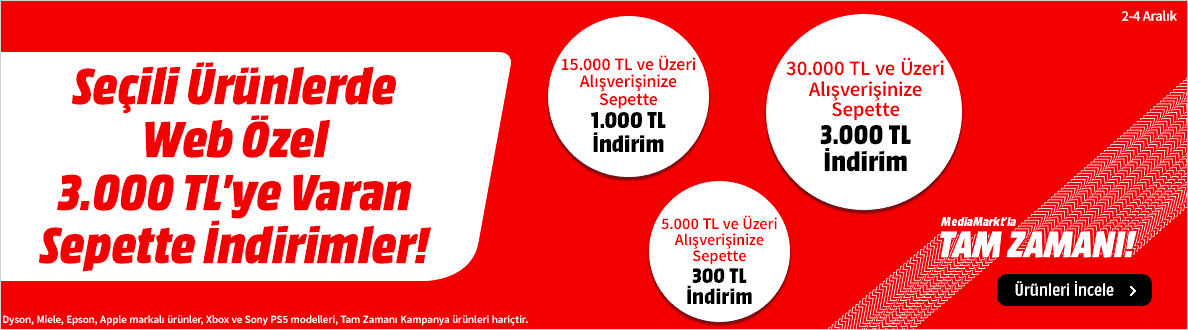 2-4 Aralık
Seçili Ürünlerde
Web Özel
3.000 TL'ye Varan
Sepette İndirimler!
15.000 TL ve Üzeri
Alışverişinize
Sepette
1.000 TL
İndirim
30.000 TL ve Üzeri
Alışverişinize
Sepette
3.000 TL
İndirim
5.000 TL ve Üzeri
Alışverişinize
Sepette
300 TL
İndirim
MediaMarkt'la
TAM ZAMANI!
Ürünleri İncele
Dyson, Miele, Epson, Apple markalı ürünler, Xbox ve Sony PS5 modelleri, Tam Zamanı Kampanya ürünleri hariçtir.